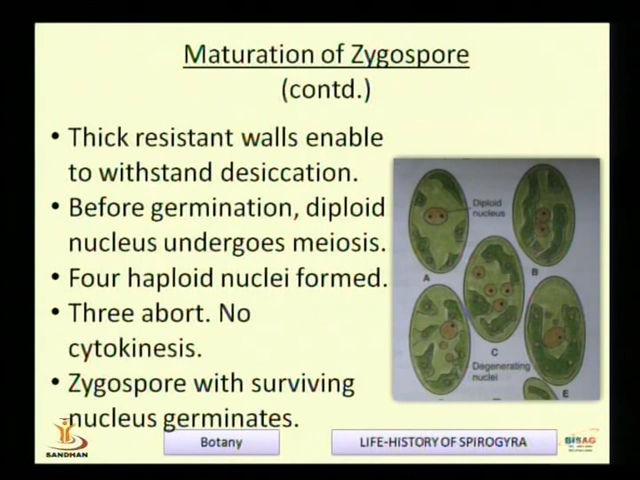 Maturation of Zygospore
(contd.)
• Thick resistant walls enable
to withstand desiccation.
• Before germination, diploid
nucleus undergoes meiosis.
• Four haploid nuclei formed.
• Three abort. No
cytokinesis.
• Zygospore with surviving
nucleus germinates.
Diploid
nucleus
A
B
C
Degenerating
nuclei
E
SANDHAN
Botany
LIFE-HISTORY OF SPIROGYRA
BISAG